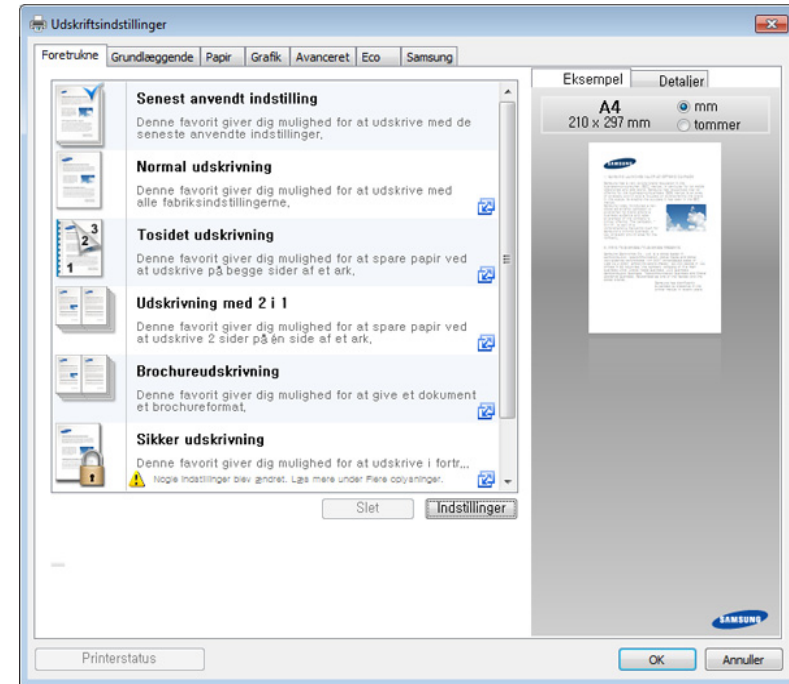 Udskriftsindstillinger
Foretrukne Grundlæggende Papir Grafik Avanceret Eco Samsung
Senest anvendt indstilling
Denne favorit giver dig mulighed for at udskrive med de
seneste anvendte indstillinger,
Normal udskrivning
Denne favorit giver dig mulighed for at udskrive med
alle fabriksindstillingerne,
3
2
1
Tosidet udskrivning
Denne favorit giver dig mulighed for at spare papir ved
at udskrive på begge sider af et ark,
Udskrivning med 2 i 1
Denne favorit giver dig mulighed for at spare papir ved
at udskrive 2 sider på én side af et ark,
Brochureudskrivning
Denne favorit giver dig mulighed for at give et dokument
et brochureformat,
Sikker udskrivning
Denne favorit giver dig mulighed for at udskrive i fortr...
Nogle indstillinger blev ændret. Læs mere under Flere oplysninger.
Slet Indstillinger
Eksempel Detaljer
A4
210 x 297 mm
mm
tommer
SAMSUNG
Printerstatus
OK Annuller